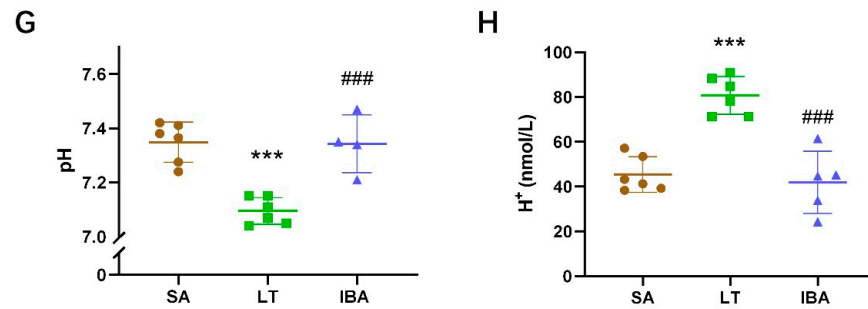 G
pH
7.6
7.4
7.2
7.0
0
***
###
SA LT IBA
H
H⁺ (nmol/L)
100
80
60
40
20
0
***
###
SA LT IBA